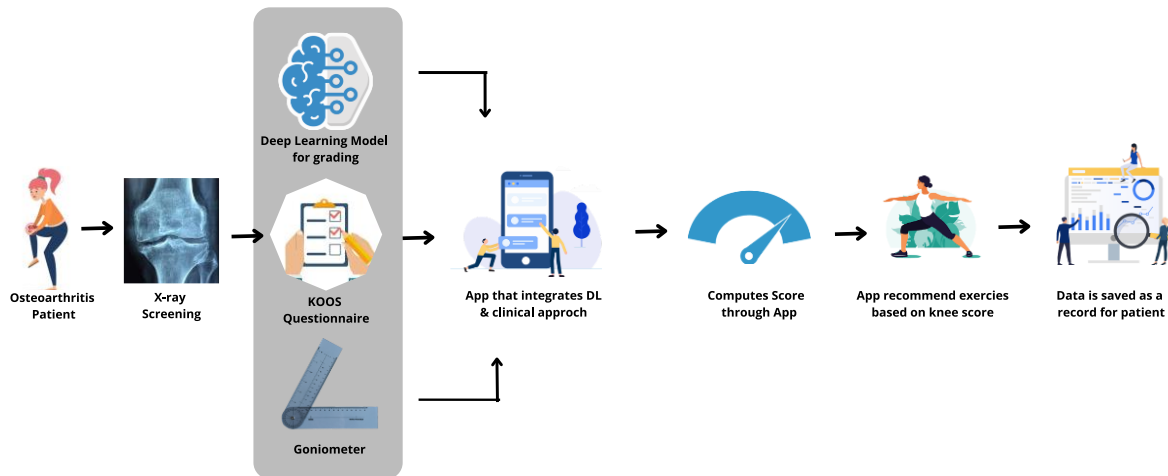 Deep Learning Model
for grading
Osteoarthritis
Patient
X-ray
Screening
KOOS
Questionnaire
Goniometer
App that integrates DL
& clinical approch
Computes Score
through App
App recommend exercies
based on knee score
Data is saved as a
record for patient